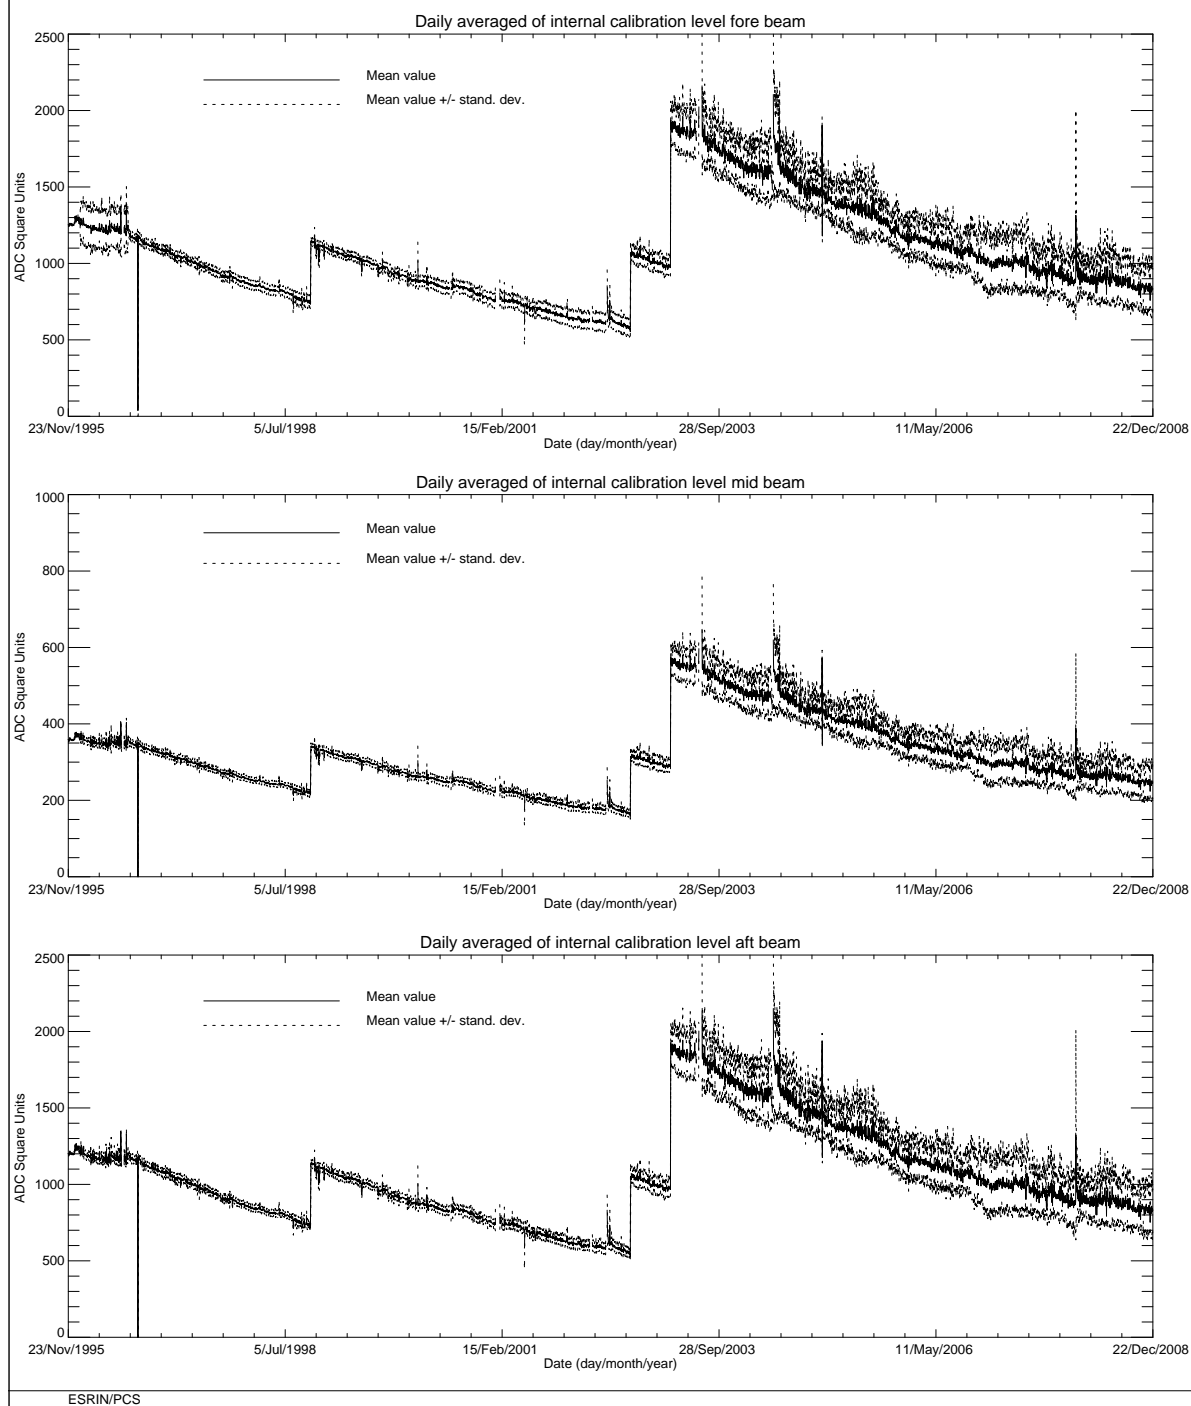 Daily averaged of internal calibration level fore beam
2500
2000
1500
1000
500
0
ADC Square Units
Mean value
Mean value +/- stand. dev.
23/Nov/1995 5/Jul/1998 15/Feb/2001 28/Sep/2003 11/May/2006 22/Dec/2008
Date (day/month/year)
Daily averaged of internal calibration level mid beam
1000
800
600
400
200
0
ADC Square Units
Mean value
Mean value +/- stand. dev.
23/Nov/1995 5/Jul/1998 15/Feb/2001 28/Sep/2003 11/May/2006 22/Dec/2008
Date (day/month/year)
Daily averaged of internal calibration level aft beam
2500
2000
1500
1000
500
0
ADC Square Units
Mean value
Mean value +/- stand. dev.
23/Nov/1995 5/Jul/1998 15/Feb/2001 28/Sep/2003 11/May/2006 22/Dec/2008
Date (day/month/year)
ESRIN/PCS